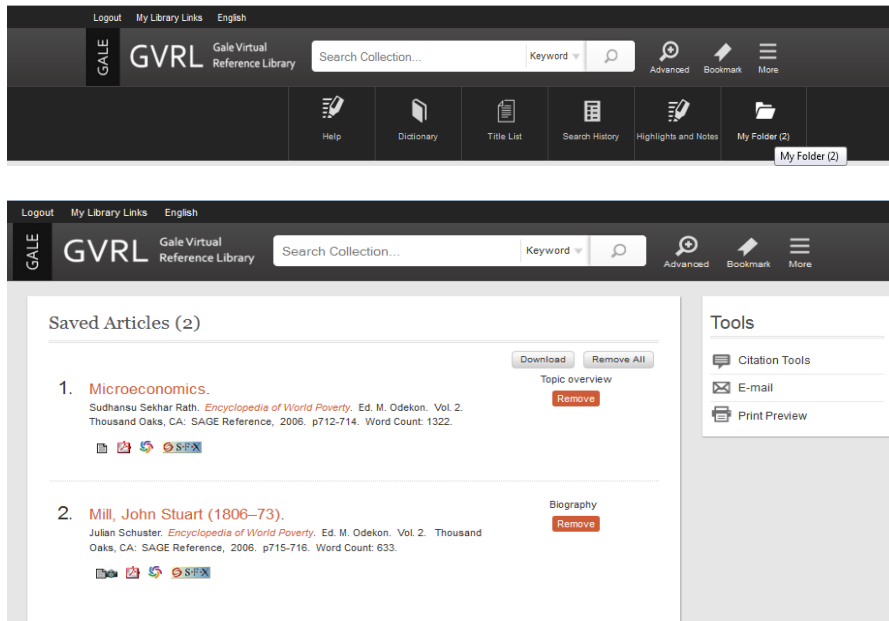 Logout My Library Links English
GALE GVRL Gale Virtual
Reference Library
Search Collection... Keyword
Advanced Bookmark More
Help Dictionary Title List Search History Highlights and Notes My Folder (2)
My Folder (2)
Logout My Library Links English
GALE GVRL Gale Virtual
Reference Library
Search Collection... Keyword
Advanced Bookmark More
Saved Articles (2)
Download Remove All
1. Microeconomics.
Topic overview
Remove
Sudhansu Sekhar Rath. Encyclopedia of World Poverty. Ed. M. Odekon. Vol. 2.
Thousand Oaks, CA: SAGE Reference, 2006. p712-714. Word Count: 1322.
S·F·X
2. Mill, John Stuart (1806–73).
Biography
Remove
Julian Schuster. Encyclopedia of World Poverty. Ed. M. Odekon. Vol. 2. Thousand
Oaks, CA: SAGE Reference, 2006. p715-716. Word Count: 633.
S·F·X
Tools
Citation Tools
E-mail
Print Preview